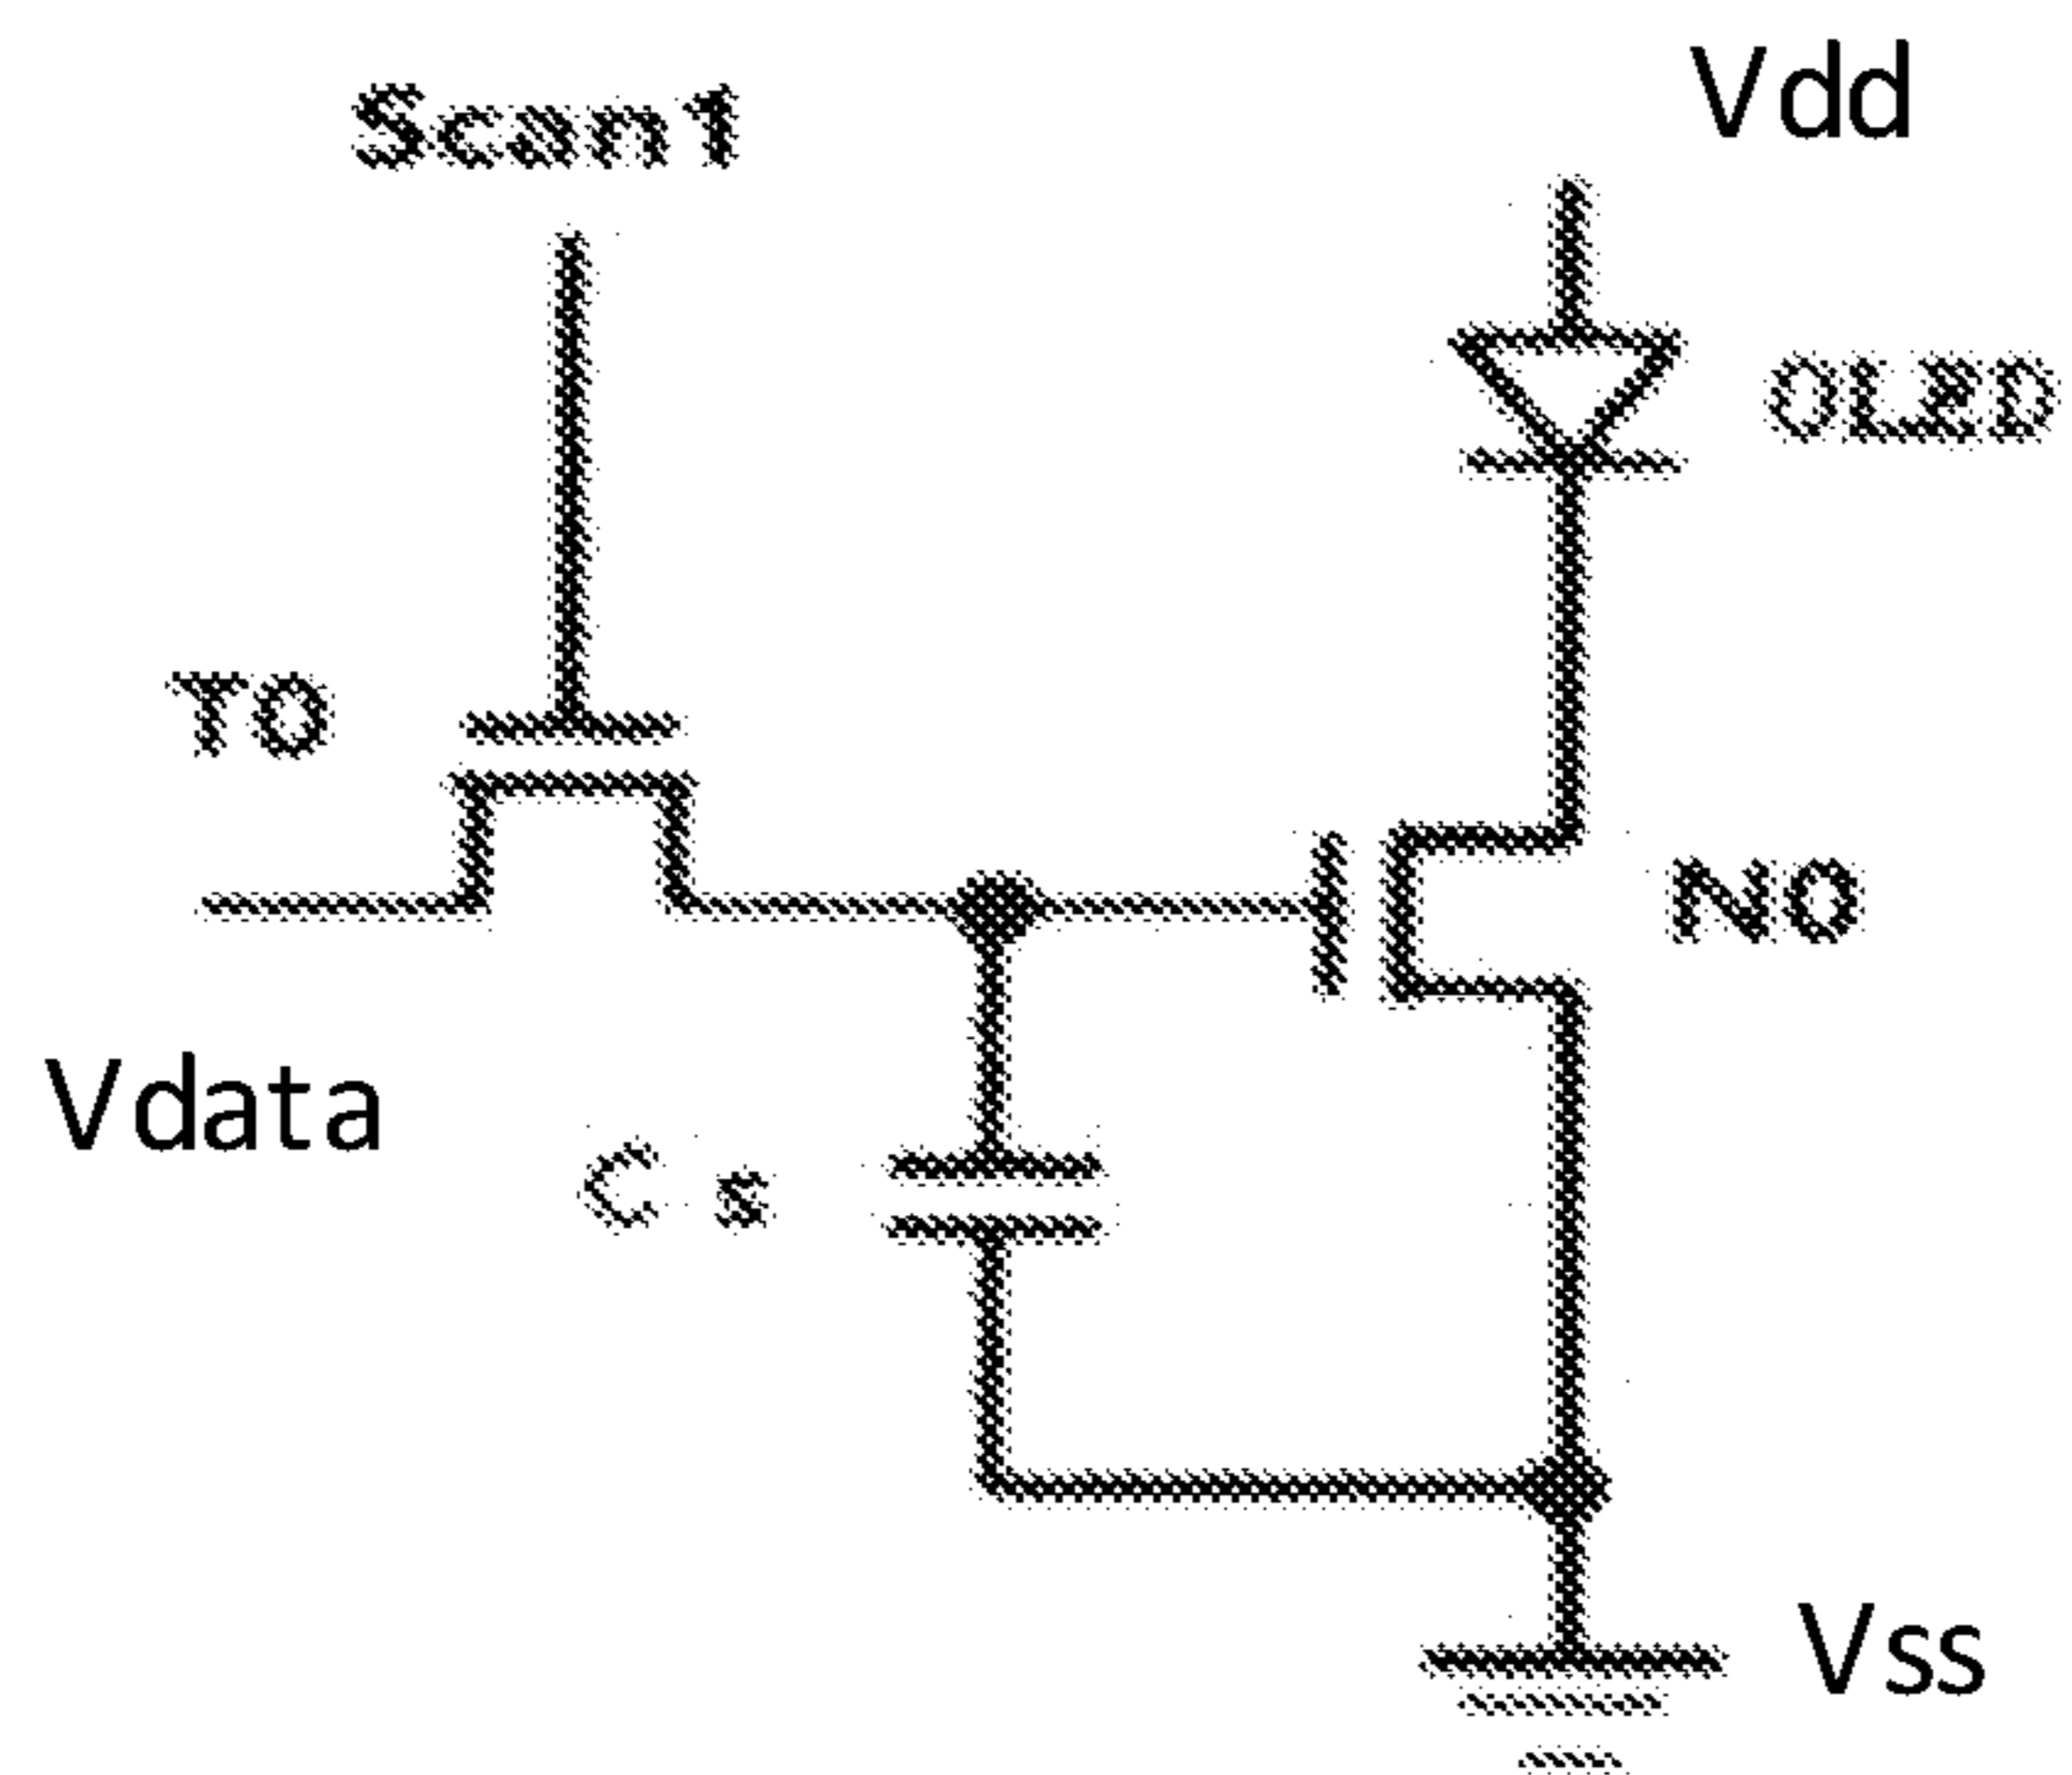 Scan1
Vdd
OLED
T0
N0
Vdata
Cs
Vss